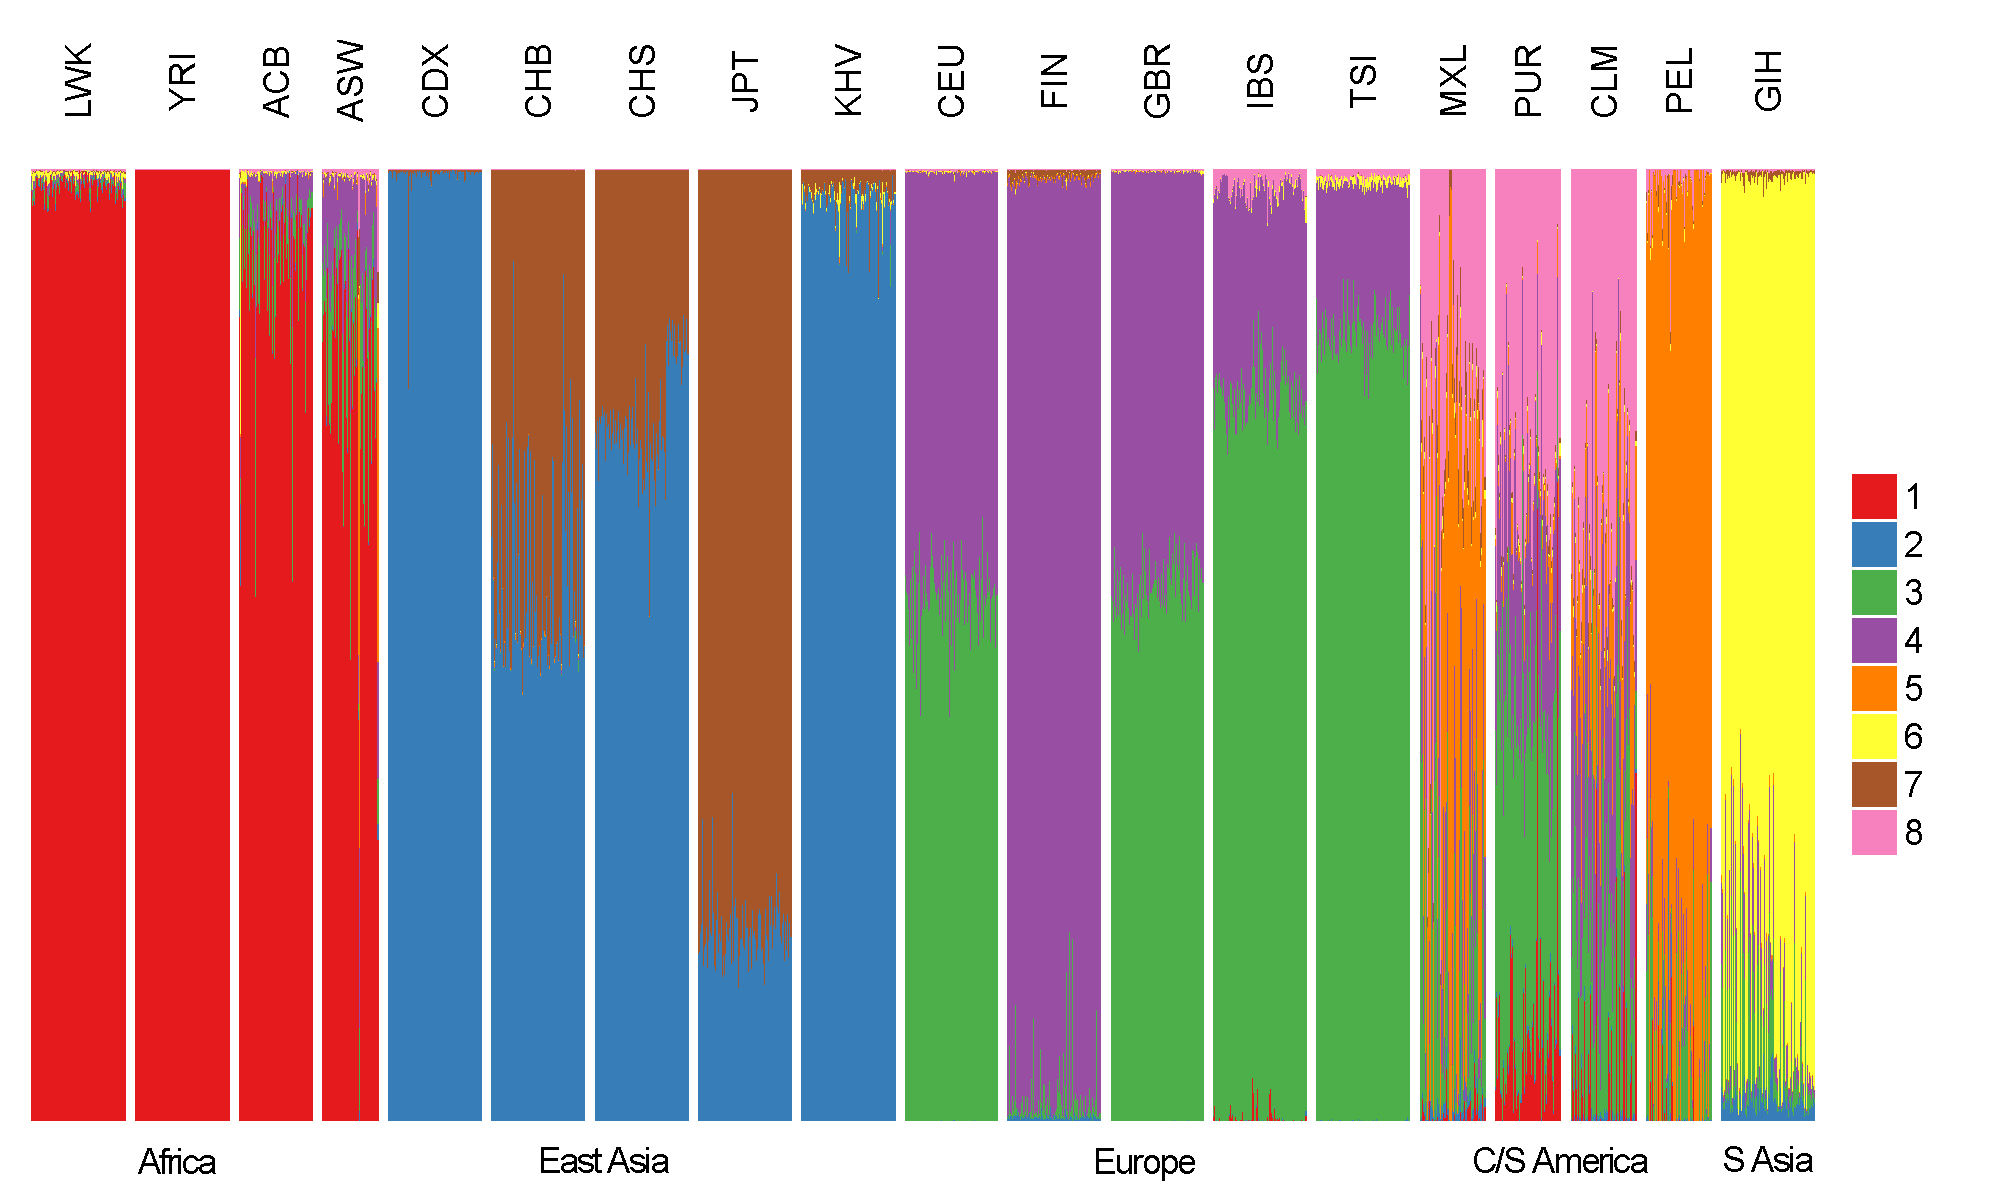 LWK
YRI
ACB
ASW
CDX
CHB
CHS
JPT
KHV
CEU
FIN
GBR
IBS
TSI
MXL
PUR
CLM
PEL
GIH
1
2
3
4
5
6
7
8
Africa
East Asia
Europe
C/S America
S Asia